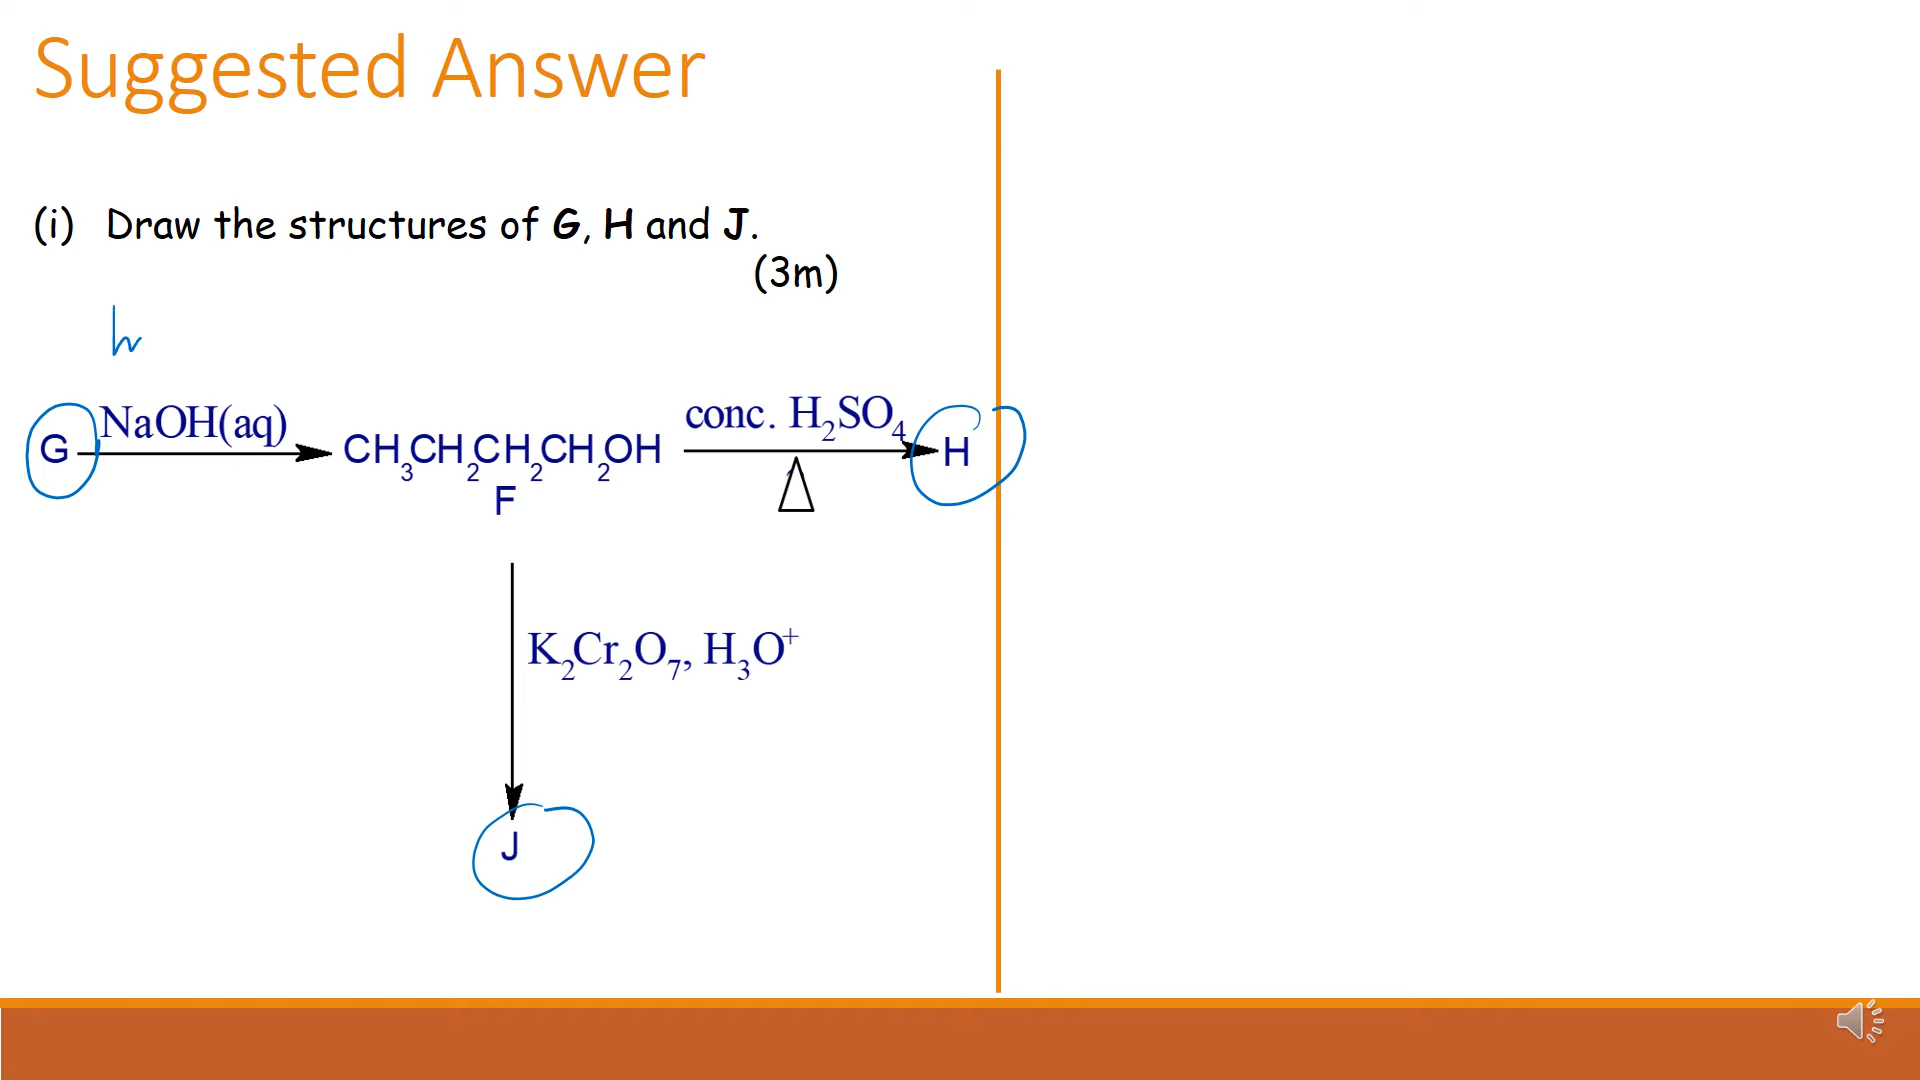 Suggested Answer
(i) Draw the structures of G, H and J.
(3m)
G
NaOH(aq)
CH₃CH₂CH₂CH₂OH
F
conc. H₂SO₄
H
K₂Cr₂O₇, H₃O⁺
J